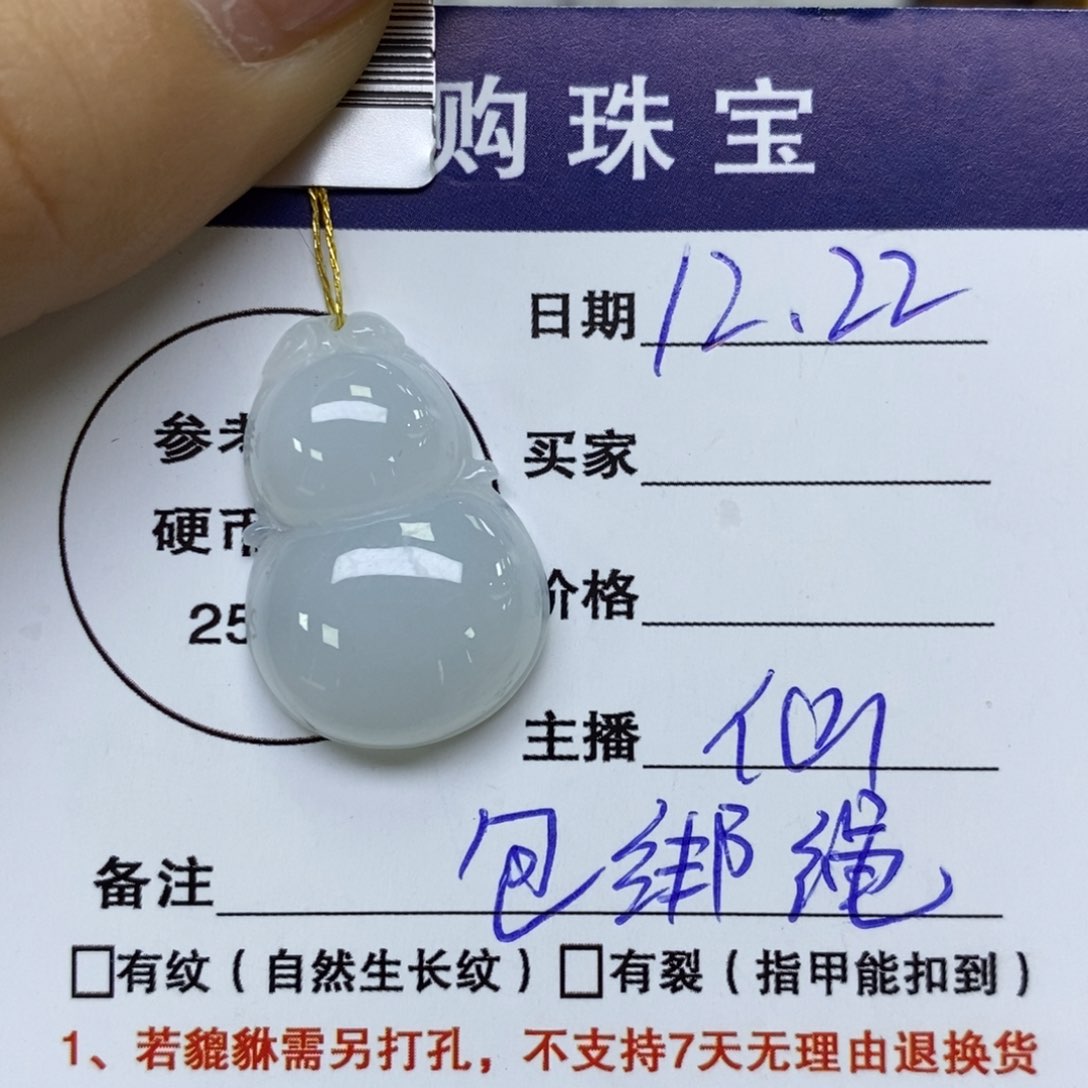 购珠宝
日期 12.22
参考
买家
硬币
价格
25
主播
备注 包绑绳
□有纹（自然生长纹）□有裂（指甲能扣到）
1、若貔貅需另打孔，不支持7天无理由退换货